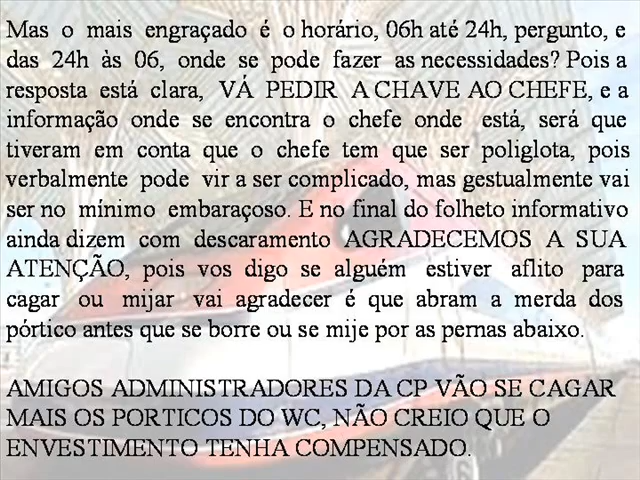 Mas o mais engraçado é o horário, 06h até 24h, pergunto, e
das 24h às 06, onde se pode fazer as necessidades? Pois a
resposta está clara, VÁ PEDIR A CHAVE AO CHEFE, e a
informação onde se encontra o chefe onde está, será que
tiveram em conta que o chefe tem que ser poliglota, pois
verbalmente pode vir a ser complicado, mas gestualmente vai
ser no mínimo embaraçoso. E no final do folheto informativo
ainda dizem com descaramento AGRADECEMOS A SUA
ATENÇÃO, pois vos digo se alguém estiver aflito para
cagar ou mijar vai agradecer é que abram a merda dos
pórtico antes que se borre ou se mije por as pernas abaixo.
AMIGOS ADMINISTRADORES DA CP VÃO SE CAGAR
MAIS OS PORTICOS DO WC, NÃO CREIO QUE O
ENVESTIMENTO TENHA COMPENSADO.